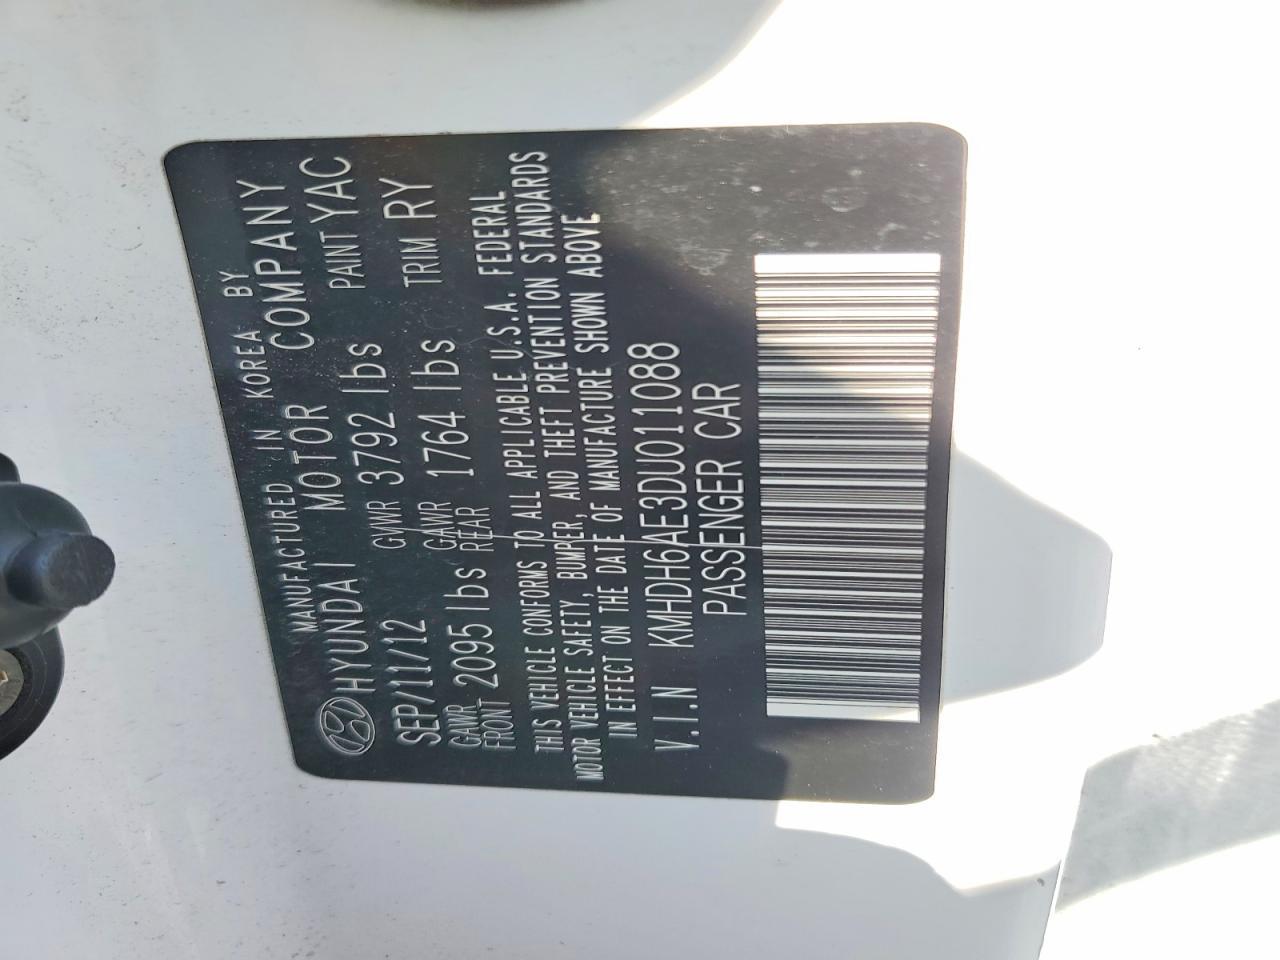 MANUFACTURED IN KOREA BY
HYUNDAI MOTOR COMPANY
SEP/11/12 GVWR 3792 lbs PAINT YAC
GAWR FRONT 2095 lbs GAWR REAR 1764 lbs TRIM RY
THIS VEHICLE CONFORMS TO ALL APPLICABLE U.S.A. FEDERAL
MOTOR VEHICLE SAFETY, BUMPER, AND THEFT PREVENTION STANDARDS
IN EFFECT ON THE DATE OF MANUFACTURE SHOWN ABOVE.
V.I.N KMHDH6AE3DU011088
PASSENGER CAR